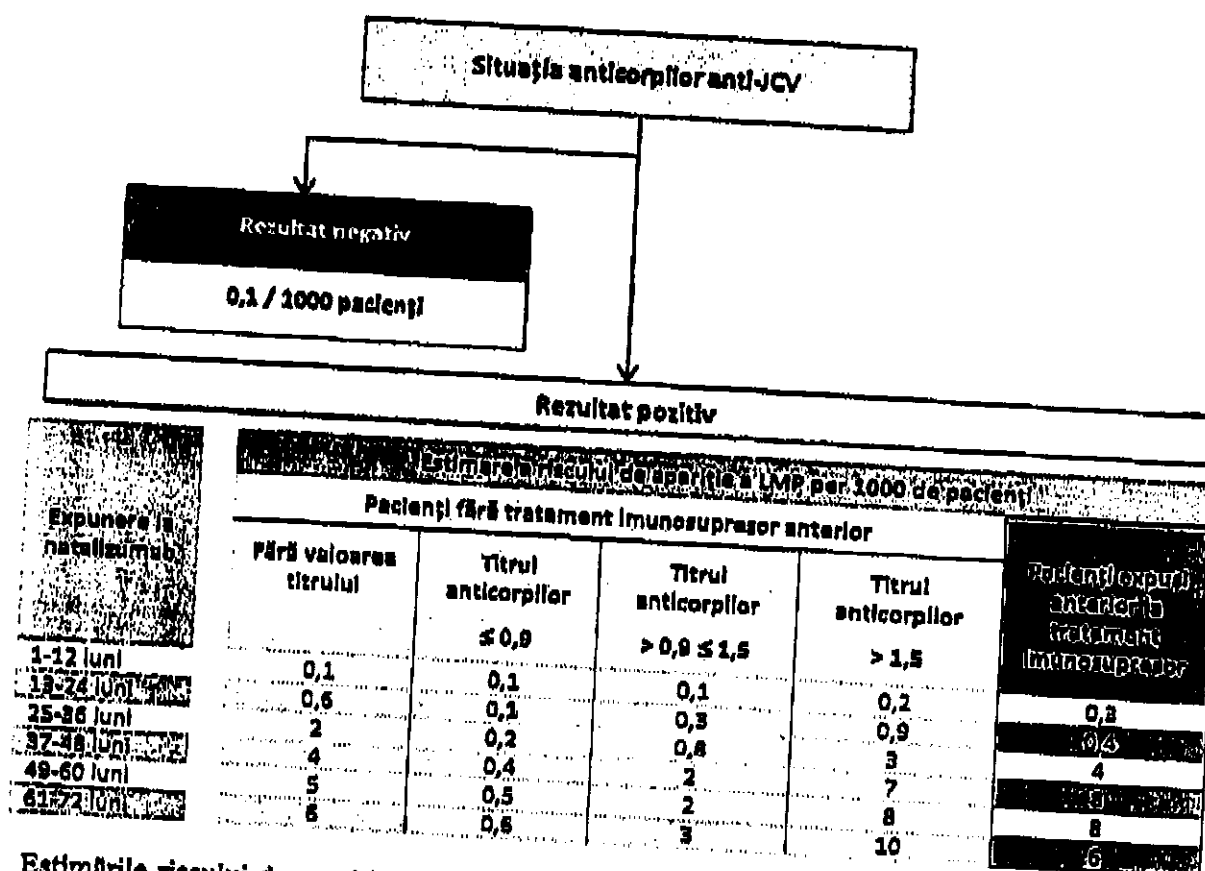 Situația anticorpilor anti-JCV
Rezultat negativ
0,1 / 1000 pacienți
Rezultat pozitiv
Expunere la
natalizumab
Estimarea riscului de apariție a LMP per 1000 de pacienți
Pacienți fără tratament imunosupresor anterior
Pacienți expuși
anterior la
tratament
imunosupresor
Fără valoarea
titrului
Titrul
anticorpilor
≤ 0,9
Titrul
anticorpilor
> 0,9 ≤ 1,5
Titrul
anticorpilor
> 1,5
1-12 luni 0,1 0,1 0,1 0,2 0,3
13-24 luni 0,6 0,1 0,3 0,9 0,4
25-36 luni 2 0,2 0,8 3 4
37-48 luni 4 0,4 2 7
49-60 luni 5 0,5 2 8 8
61-72 luni 6 0,6 3 10 6
Estimările riscului de